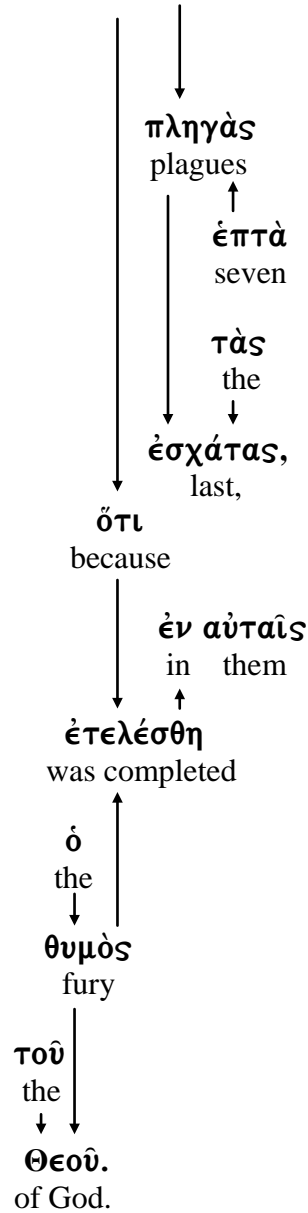 πληγὰς
plagues
ἑπτὰ
seven
τὰς
the
ἐσχάτας,
last,
ὅτι
because
ἐν αὐταῖς
in them
ἐτελέσθη
was completed
ὁ
the
θυμὸς
fury
τοῦ
the
Θεοῦ.
of God.